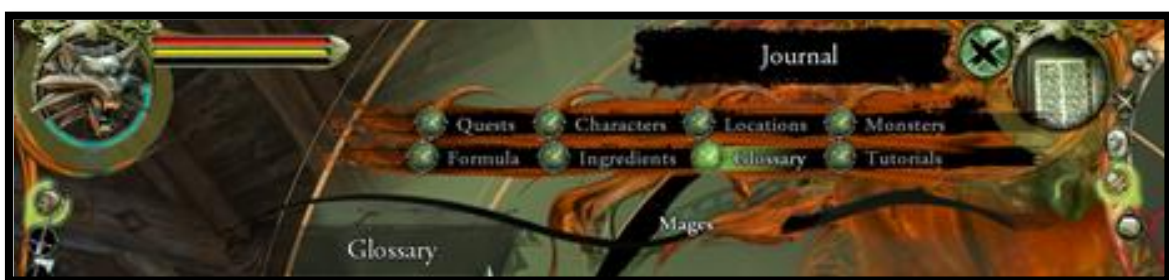 Journal
Quests Characters Locations Monsters
Formula Ingredients Glossary Tutorials
Mages
Glossary